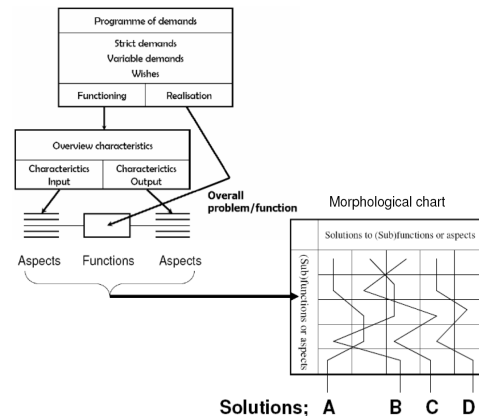 Programme of demands
Strict demands
Variable demands
Wishes
Functioning
Realisation
Overview characteristics
Characterictics
Input
Characterictics
Output
Overall
problem/function
Aspects
Functions
Aspects
Morphological chart
Solutions to (Sub)functions or aspects
(Sub)functions or aspects
Solutions; A B C D